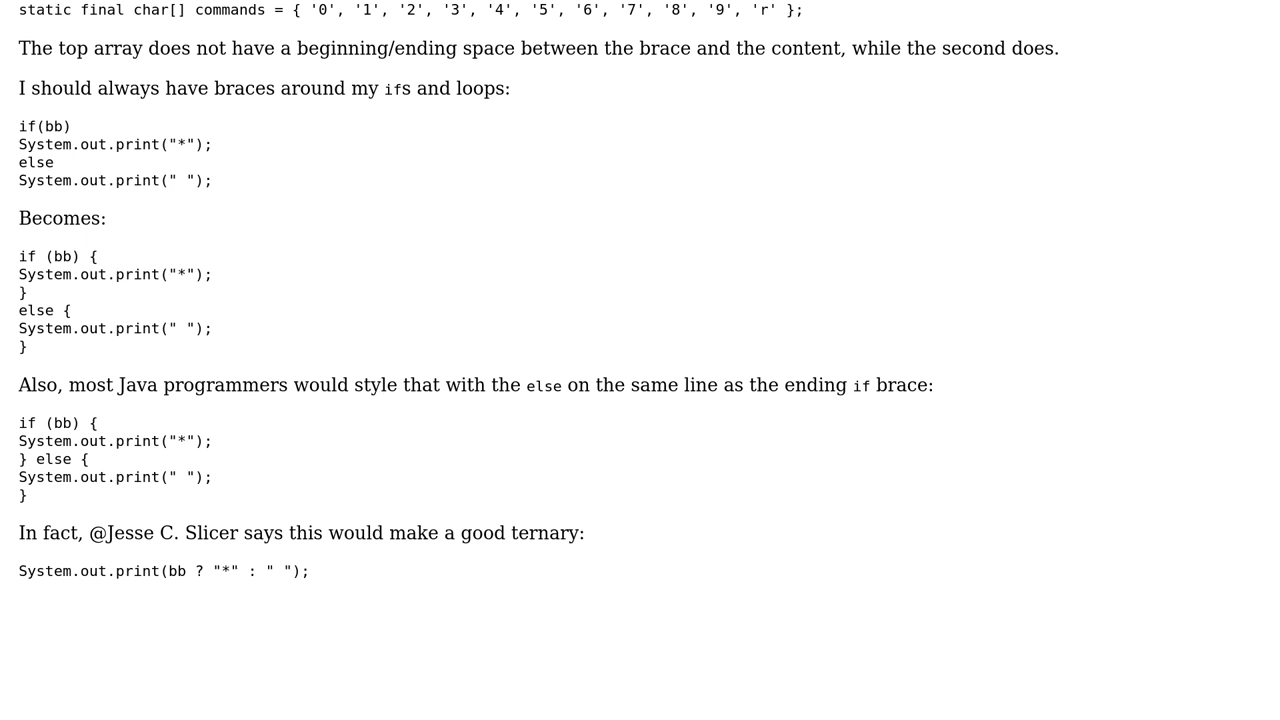 static final char[] commands = { '0', '1', '2', '3', '4', '5', '6', '7', '8', '9', 'r' };
The top array does not have a beginning/ending space between the brace and the content, while the second does.
I should always have braces around my ifs and loops:
if(bb)
System.out.print("*");
else
System.out.print(" ");
Becomes:
if (bb) {
System.out.print("*");
}
else {
System.out.print(" ");
}
Also, most Java programmers would style that with the else on the same line as the ending if brace:
if (bb) {
System.out.print("*");
} else {
System.out.print(" ");
}
In fact, @Jesse C. Slicer says this would make a good ternary:
System.out.print(bb ? "*" : " ");